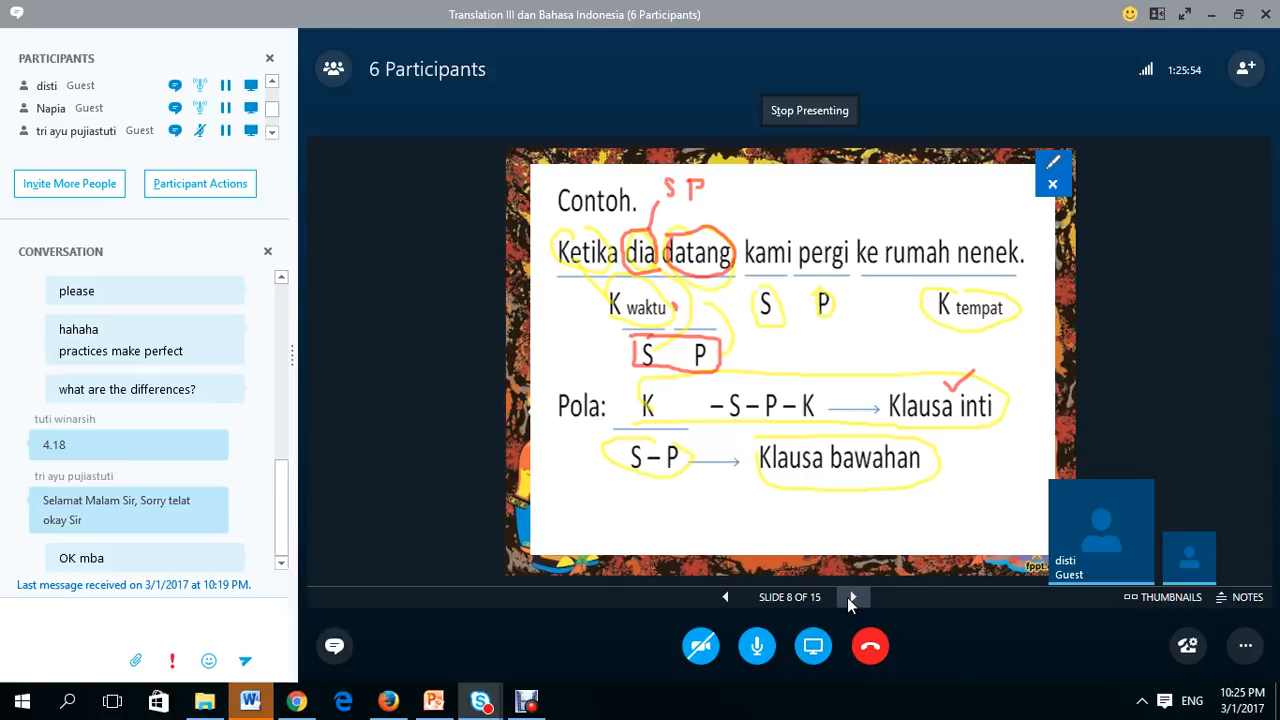 Translation III dan Bahasa Indonesia (6 Participants)
PARTICIPANTS
disti Guest
Napia Guest
tri ayu pujiastuti Guest
Invite More People
Participant Actions
CONVERSATION
please
hahaha
practices make perfect
what are the differences?
tuti winarsih
4.18
tri ayu pujiastuti
Selamat Malam Sir, Sorry telat
okay Sir
OK mba
Last message received on 3/1/2017 at 10:19 PM.
6 Participants
1:25:54
Stop Presenting
S P
Contoh.
Ketika dia datang kami pergi ke rumah nenek.
K waktu S P K tempat
S P
Pola: K – S – P – K Klausa inti
S – P Klausa bawahan
fppt.
disti
Guest
SLIDE 8 OF 15
THUMBNAILS
NOTES
ENG
10:25 PM
3/1/2017